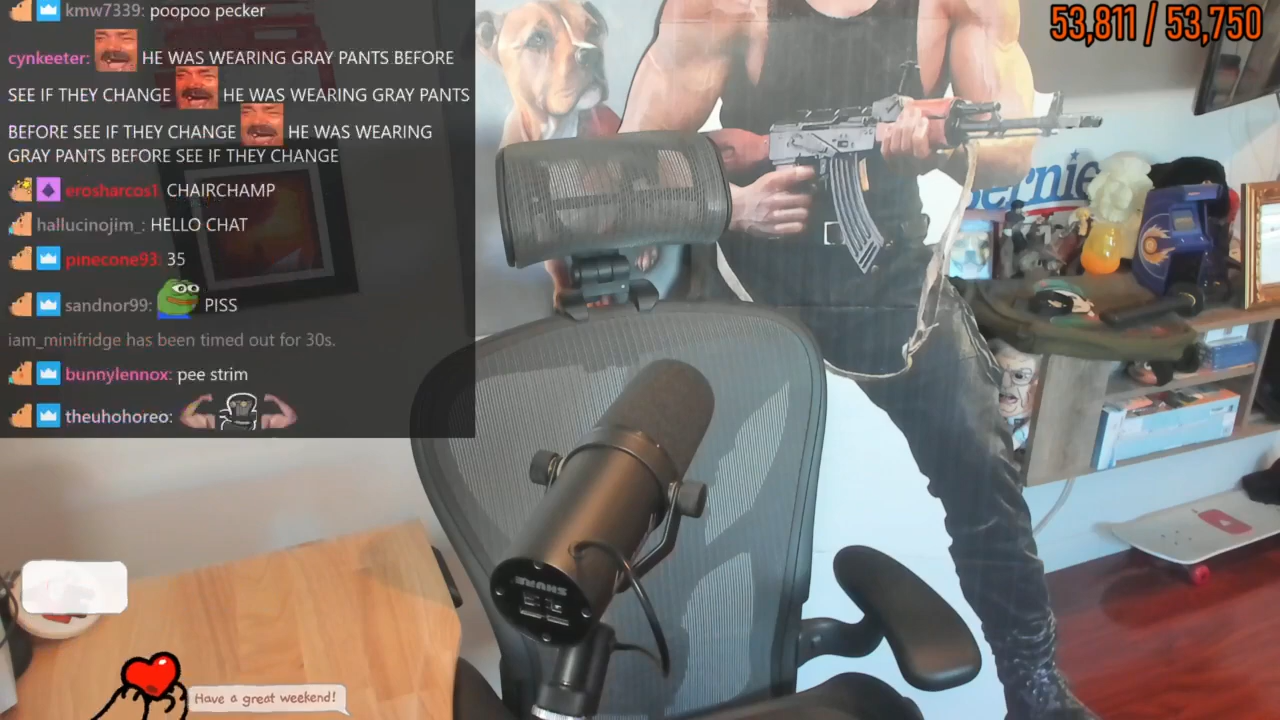 kmw7339: poopoo pecker
53,811 / 53,750
cynkeeter: HE WAS WEARING GRAY PANTS BEFORE
SEE IF THEY CHANGE HE WAS WEARING GRAY PANTS
BEFORE SEE IF THEY CHANGE HE WAS WEARING
GRAY PANTS BEFORE SEE IF THEY CHANGE
erosharcos1 CHAIRCHAMP
hallucinojim_: HELLO CHAT
pinecone93: 35
sandnor99: PISS
iam_minifridge has been timed out for 30s.
bunnylennox: pee strim
theuhohoreo:
Bernie
SHURE
Have a great weekend!